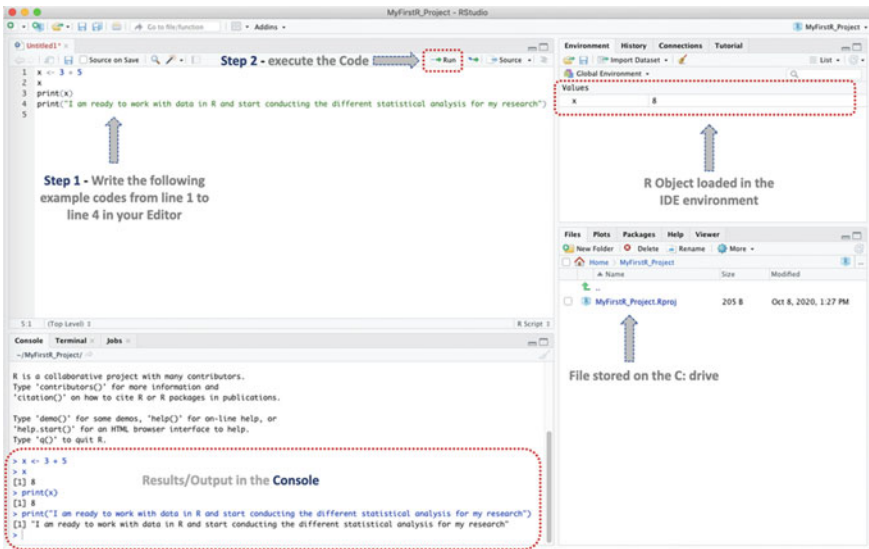 MyFirstR_Project - RStudio
Go to file/function
Addins
MyFirstR_Project
Untitled1*
Source on Save
Step 2 - execute the Code
Run
Source
1 x <- 3 + 5
2 x
3 print(x)
4 print("I am ready to work with data in R and start conducting the different statistical analysis for my research")
5
Step 1 - Write the following
example codes from line 1 to
line 4 in your Editor
5:1 (Top Level) R Script
Environment History Connections Tutorial
Import Dataset List
Global Environment
Values
x 8
R Object loaded in the
IDE environment
Files Plots Packages Help Viewer
New Folder Delete Rename More
Home MyFirstR_Project
Name Size Modified
..
MyFirstR_Project.Rproj 205 B Oct 8, 2020, 1:27 PM
File stored on the C: drive
Console Terminal Jobs
~/MyFirstR_Project/
R is a collaborative project with many contributors.
Type 'contributors()' for more information and
'citation()' on how to cite R or R packages in publications.
Type 'demo()' for some demos, 'help()' for on-line help, or
'help.start()' for an HTML browser interface to help.
Type 'q()' to quit R.
> x <- 3 + 5
> x
[1] 8
> print(x)
[1] 8
> print("I am ready to work with data in R and start conducting the different statistical analysis for my research")
[1] "I am ready to work with data in R and start conducting the different statistical analysis for my research"
>
Results/Output in the Console